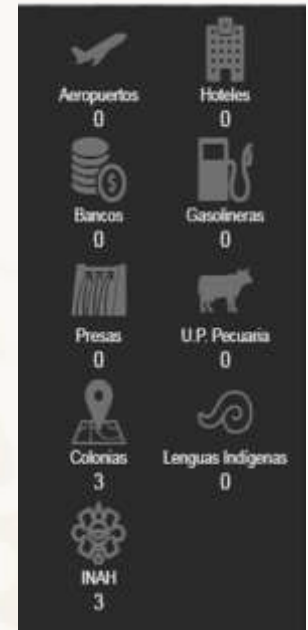 Aeropuertos
0
Hoteles
0
Bancos
0
Gasolineras
0
Presas
0
U.P. Pecuaria
0
Colonias
3
Lenguas Indígenas
0
INAH
3